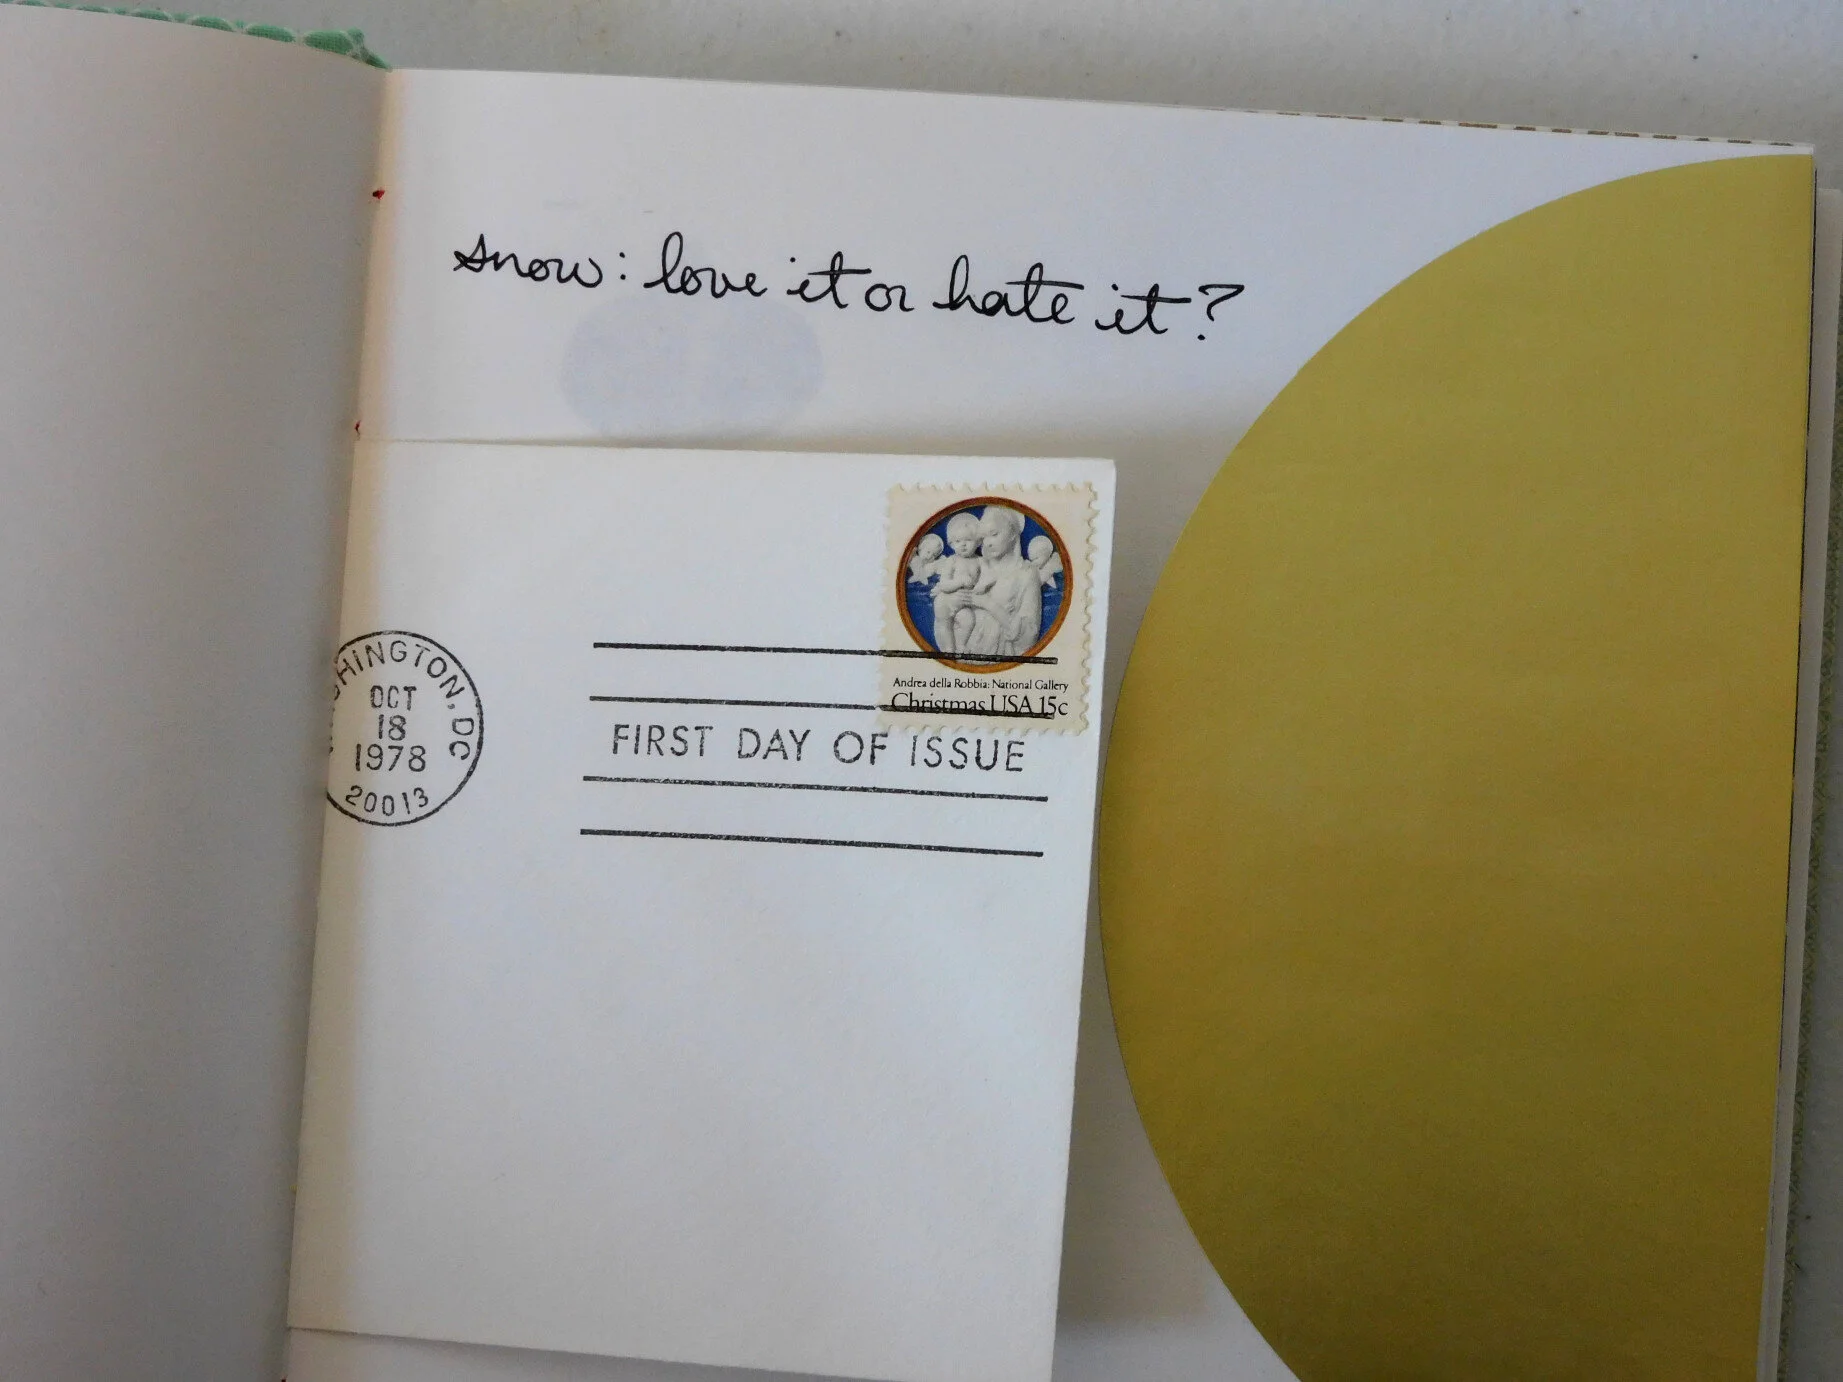 snow: love it or hate it?
Andrea della Robbia: National Gallery
Christmas USA 15c
HINGTON, DC
OCT
18
1978
20013
FIRST DAY OF ISSUE